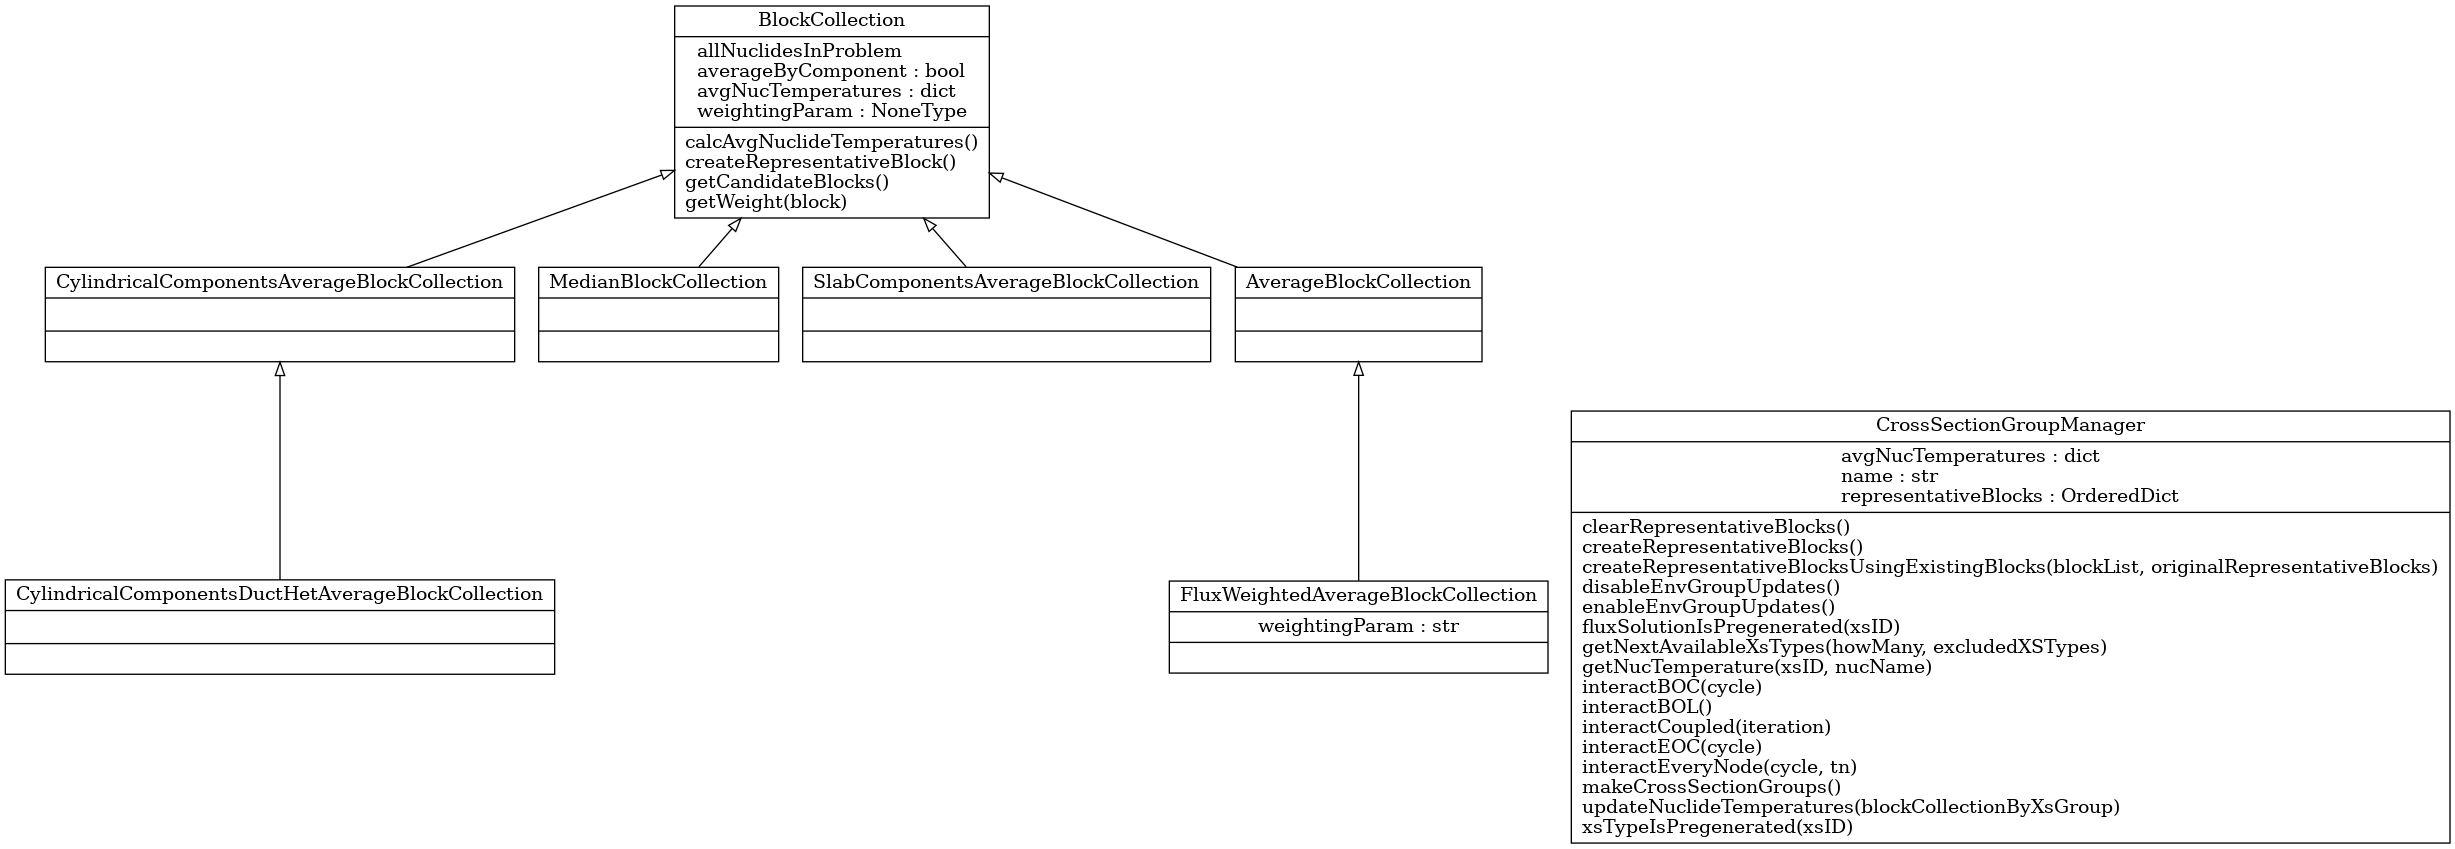 BlockCollection
allNuclidesInProblem
averageByComponent : bool
avgNucTemperatures : dict
weightingParam : NoneType
calcAvgNuclideTemperatures()
createRepresentativeBlock()
getCandidateBlocks()
getWeight(block)
CylindricalComponentsAverageBlockCollection
MedianBlockCollection
SlabComponentsAverageBlockCollection
AverageBlockCollection
CylindricalComponentsDuctHetAverageBlockCollection
FluxWeightedAverageBlockCollection
weightingParam : str
CrossSectionGroupManager
avgNucTemperatures : dict
name : str
representativeBlocks : OrderedDict
clearRepresentativeBlocks()
createRepresentativeBlocks()
createRepresentativeBlocksUsingExistingBlocks(blockList, originalRepresentativeBlocks)
disableEnvGroupUpdates()
enableEnvGroupUpdates()
fluxSolutionIsPregenerated(xsID)
getNextAvailableXsTypes(howMany, excludedXSTypes)
getNucTemperature(xsID, nucName)
interactBOC(cycle)
interactBOL()
interactCoupled(iteration)
interactEOC(cycle)
interactEveryNode(cycle, tn)
makeCrossSectionGroups()
updateNuclideTemperatures(blockCollectionByXsGroup)
xsTypeIsPregenerated(xsID)